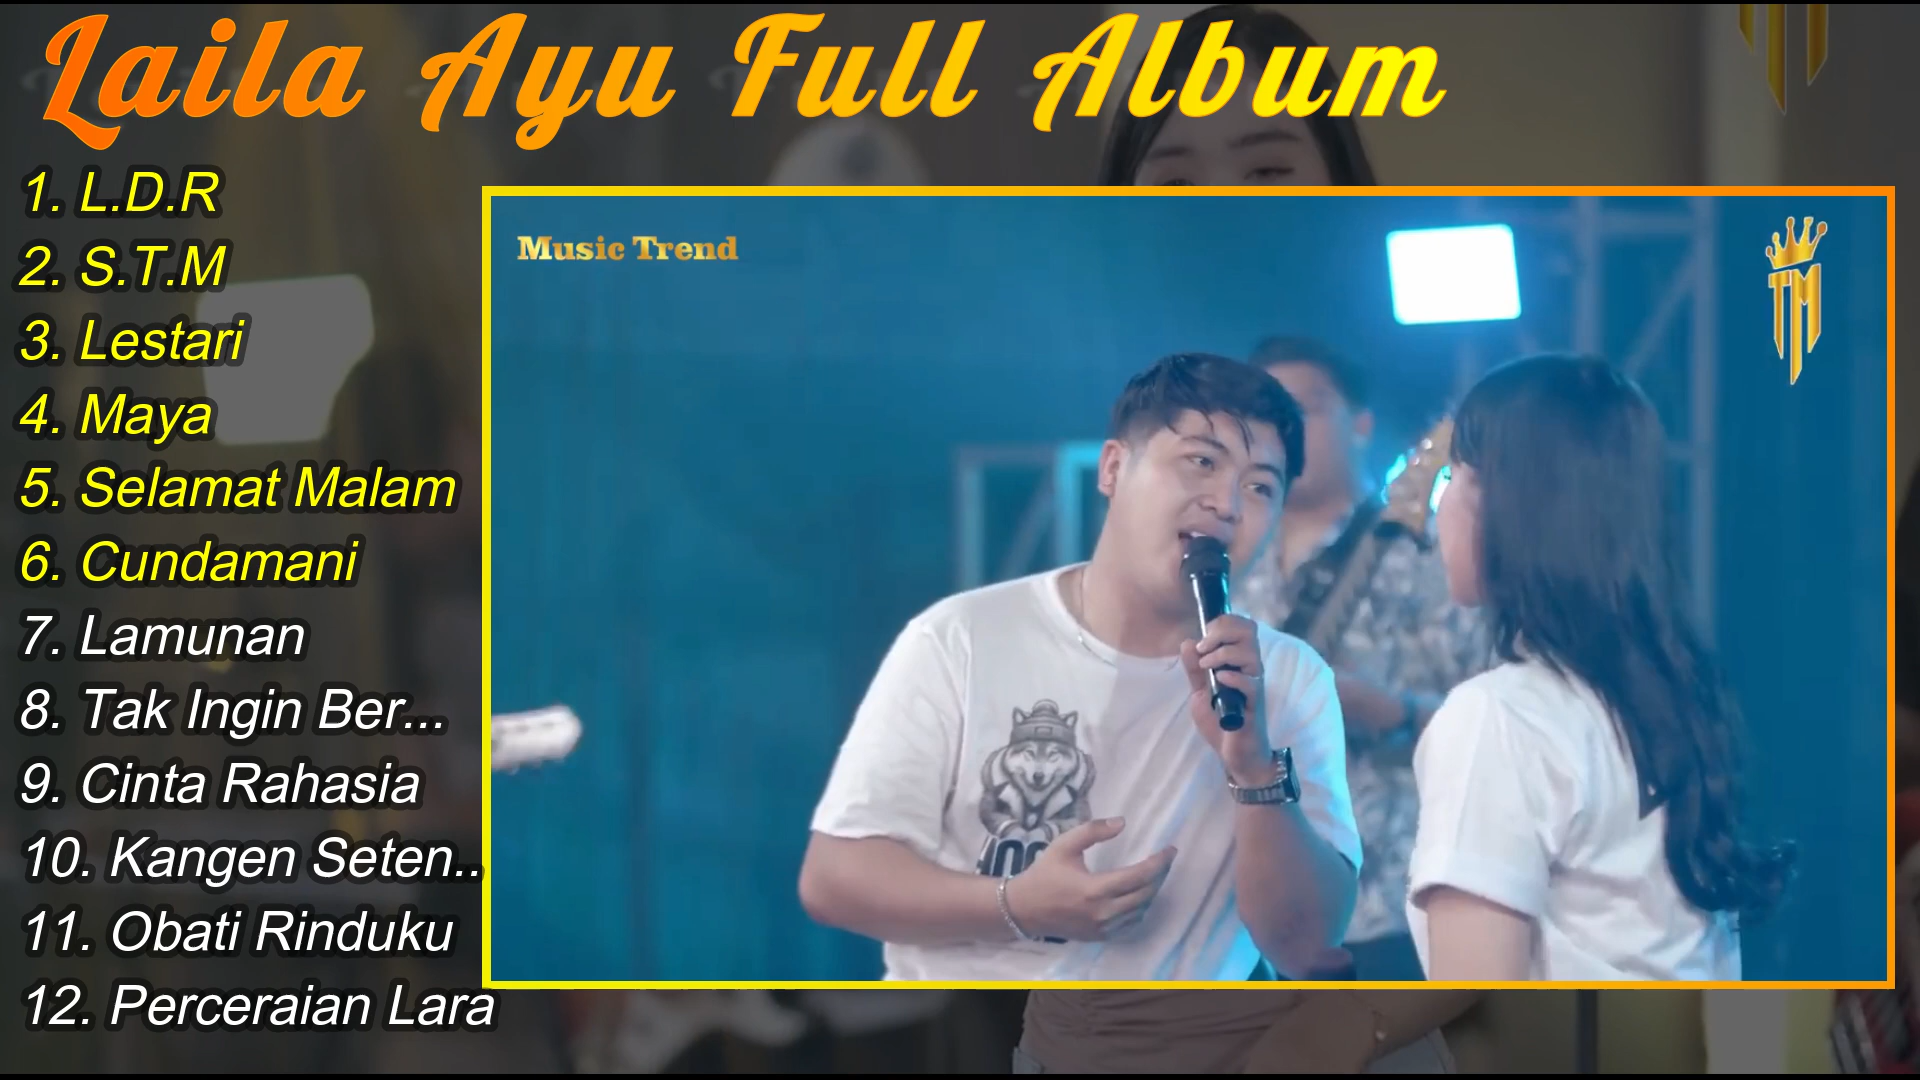 Laila Ayu Full Album
1. L.D.R
2. S.T.M
3. Lestari
4. Maya
5. Selamat Malam
6. Cundamani
7. Lamunan
8. Tak Ingin Ber...
9. Cinta Rahasia
10. Kangen Seten..
11. Obati Rinduku
12. Perceraian Lara
Music Trend
TM